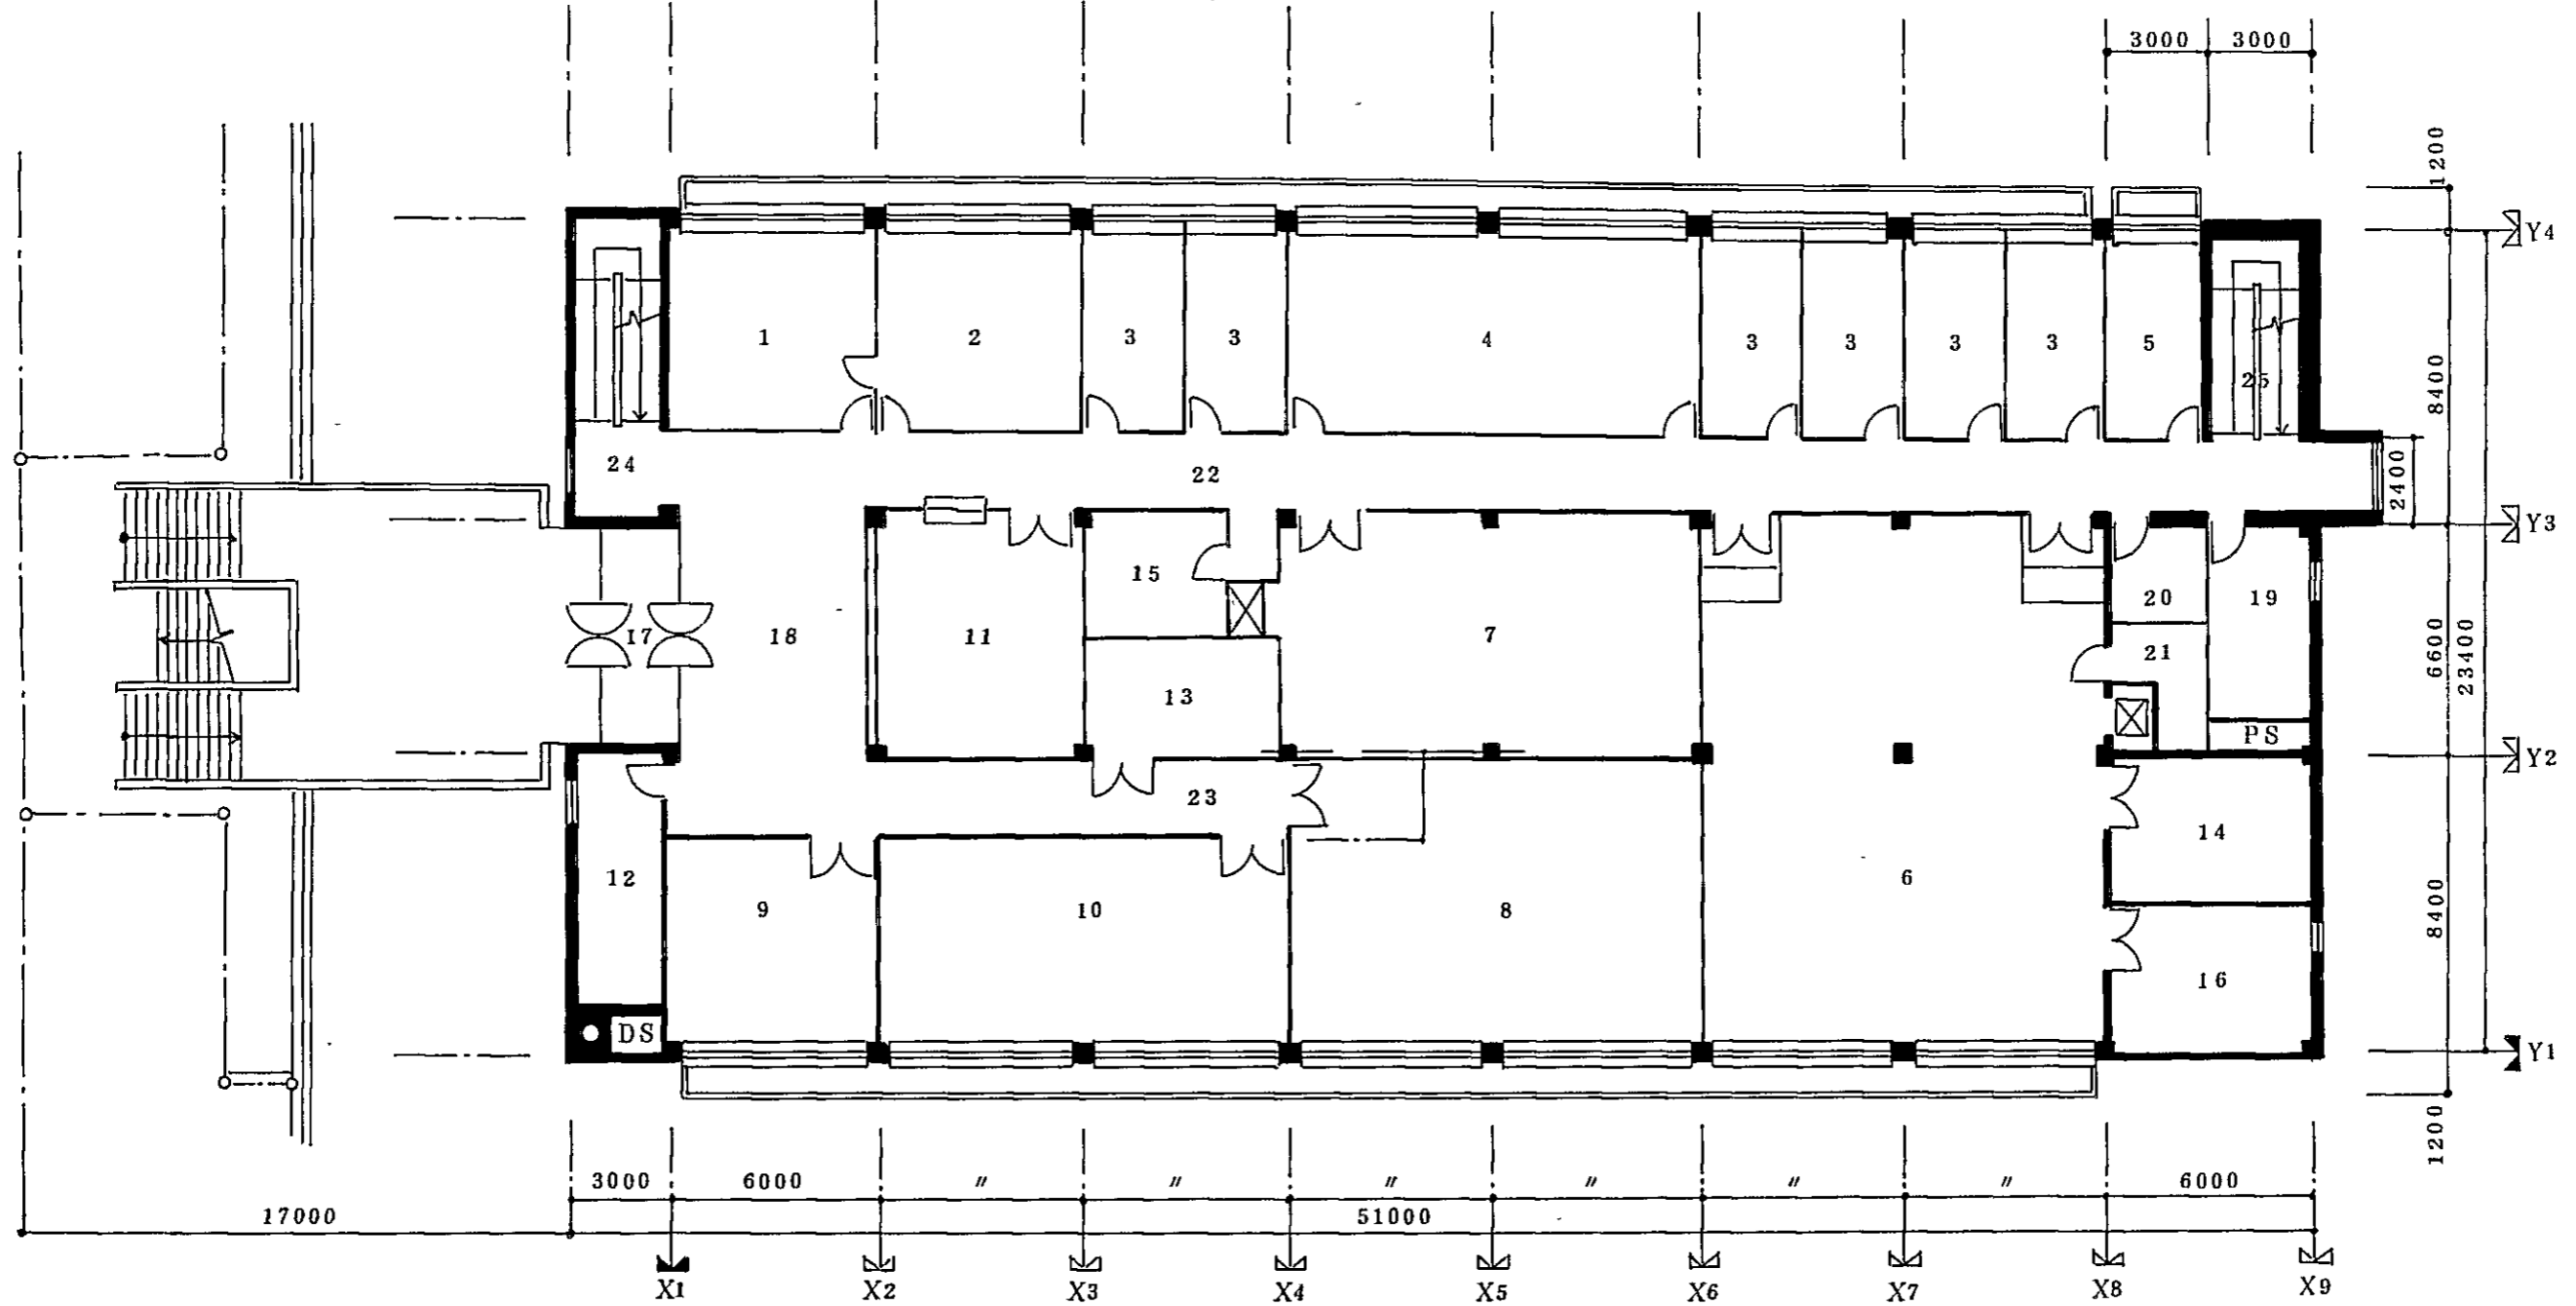 3000 3000
1200
Y4
1 2 3 3 4 3 3 3 3 5 25
8400
24 22 2400
Y3
15 20 19
17 18 11 7 21 6600 23400
13 PS
Y2
23
14
12 9 10 8 6 8400
16
DS
Y1
1200
3000 6000 〃 〃 〃 〃 〃 〃 6000
17000 51000
X1 X2 X3 X4 X5 X6 X7 X8 X9